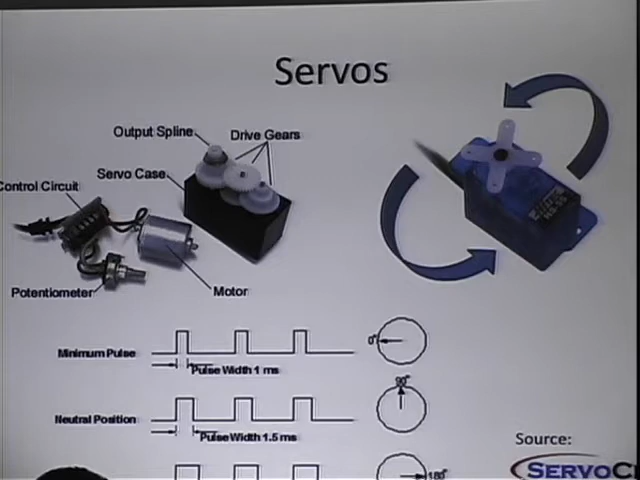 Servos
Output Spline
Drive Gears
Servo Case
Control Circuit
Potentiometer
Motor
Minimum Pulse
Pulse Width 1 ms
0°
Neutral Position
Pulse Width 1.5 ms
90°
180°
Source:
SERVOCI